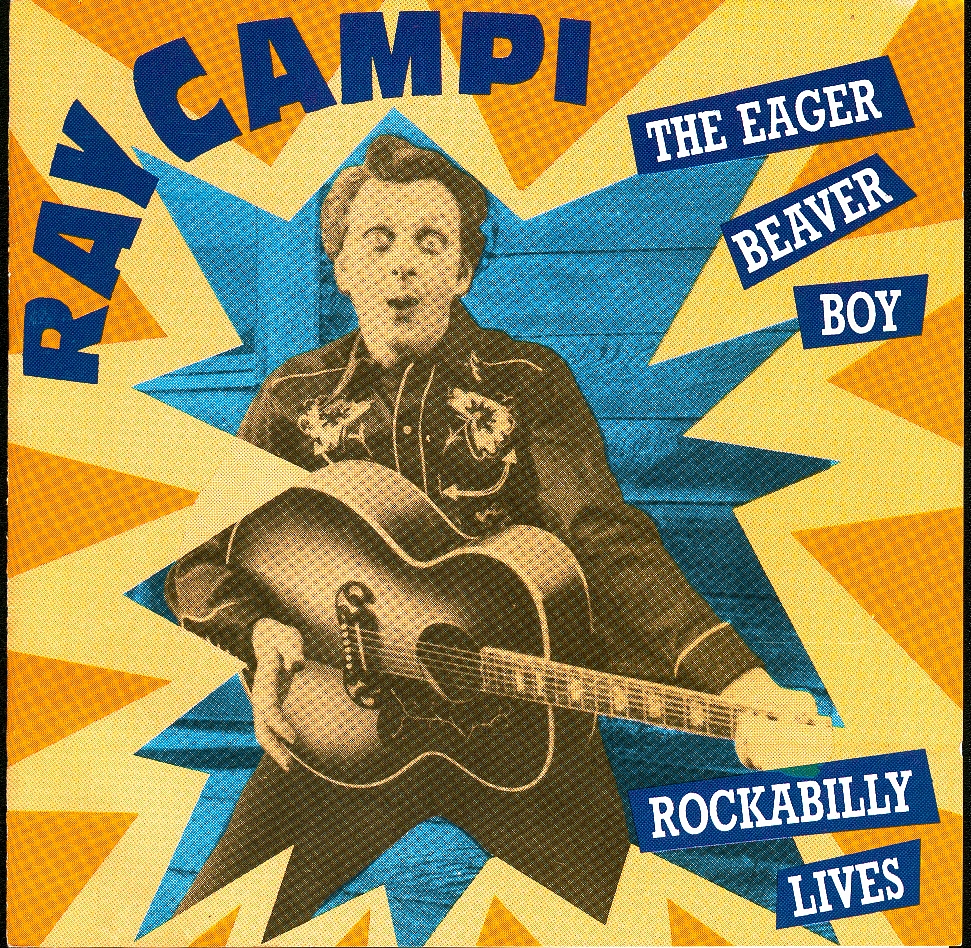 RAY CAMPI
THE EAGER
BEAVER
BOY
ROCKABILLY
LIVES